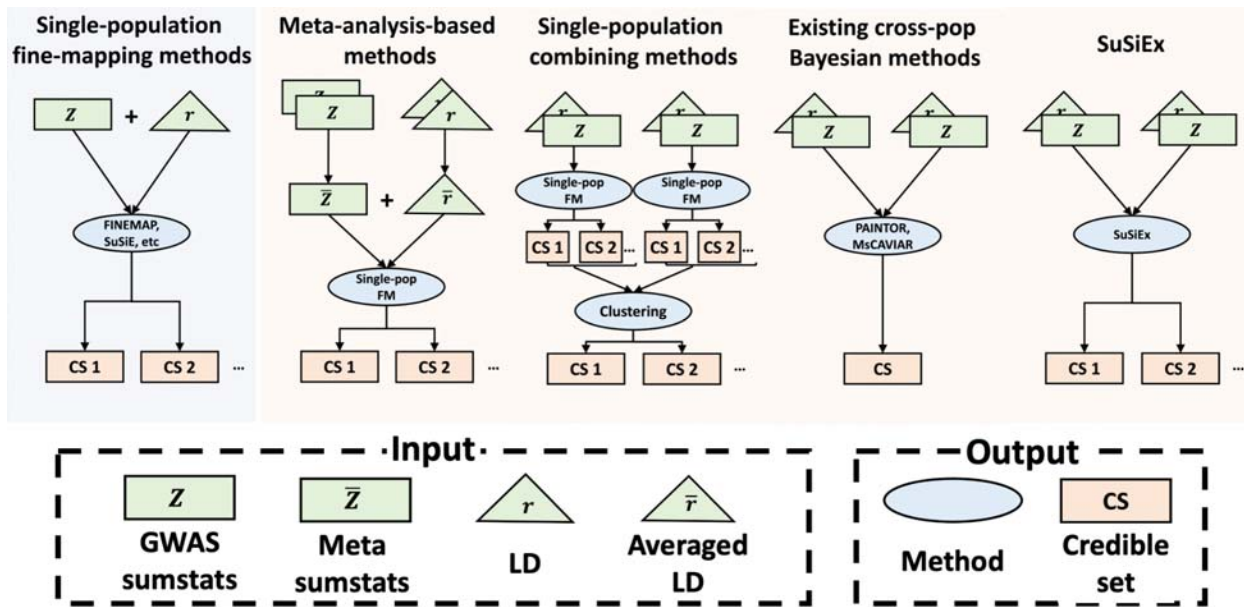 Single-population
fine-mapping methods
Z + r
FINEMAP,
SuSiE, etc
CS 1 CS 2 ...
Meta-analysis-based
methods
Z r
Z r
Z̅ + r̅
Single-pop
FM
CS 1 CS 2 ...
Single-population
combining methods
r r
Z Z
Single-pop
FM
Single-pop
FM
CS 1 CS 2 ... CS 1 CS 2 ...
Clustering
CS 1 CS 2 ...
Existing cross-pop
Bayesian methods
r r
Z Z
PAINTOR,
MsCAVIAR
CS
SuSiEx
r r
Z Z
SuSiEx
CS 1 CS 2 ...
Input
Z
GWAS
sumstats
Z̅
Meta
sumstats
r
LD
r̅
Averaged
LD
Output
Method
CS
Credible
set